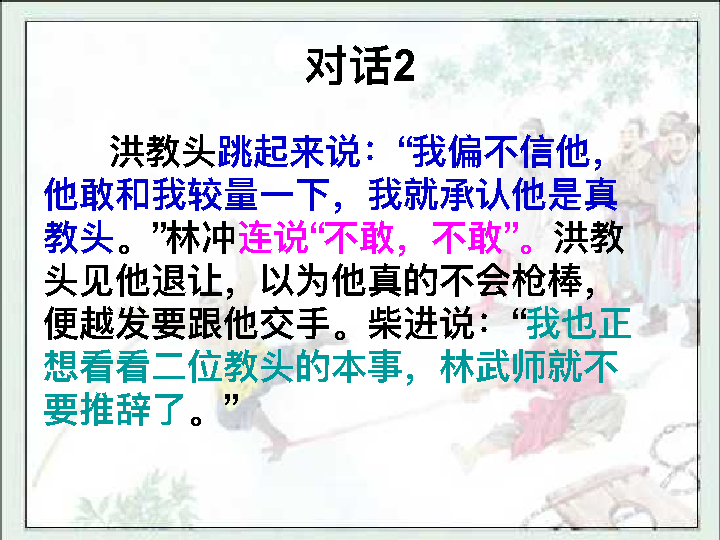 对话2
洪教头跳起来说：“我偏不信他，
他敢和我较量一下，我就承认他是真
教头。”林冲连说“不敢，不敢”。洪教
头见他退让，以为他真的不会枪棒，
便越发要跟他交手。柴进说：“我也正
想看看二位教头的本事，林武师就不
要推辞了。”